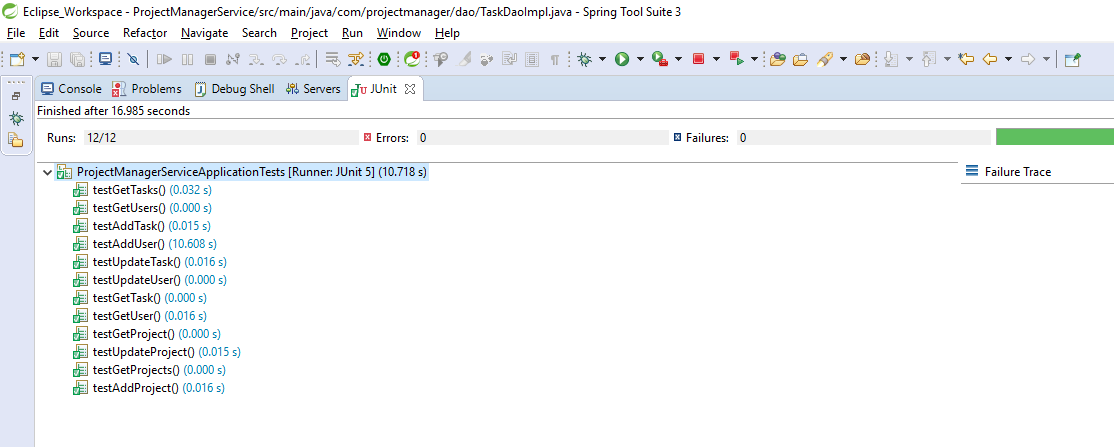 Eclipse_Workspace - ProjectManagerService/src/main/java/com/projectmanager/dao/TaskDaoImpl.java - Spring Tool Suite 3
File Edit Source Refactor Navigate Search Project Run Window Help
Console Problems Debug Shell Servers JUnit
Finished after 16.985 seconds
Runs: 12/12 Errors: 0 Failures: 0
ProjectManagerServiceApplicationTests [Runner: JUnit 5] (10.718 s)
Failure Trace
testGetTasks() (0.032 s)
testGetUsers() (0.000 s)
testAddTask() (0.015 s)
testAddUser() (10.608 s)
testUpdateTask() (0.016 s)
testUpdateUser() (0.000 s)
testGetTask() (0.000 s)
testGetUser() (0.016 s)
testGetProject() (0.000 s)
testUpdateProject() (0.015 s)
testGetProjects() (0.000 s)
testAddProject() (0.016 s)